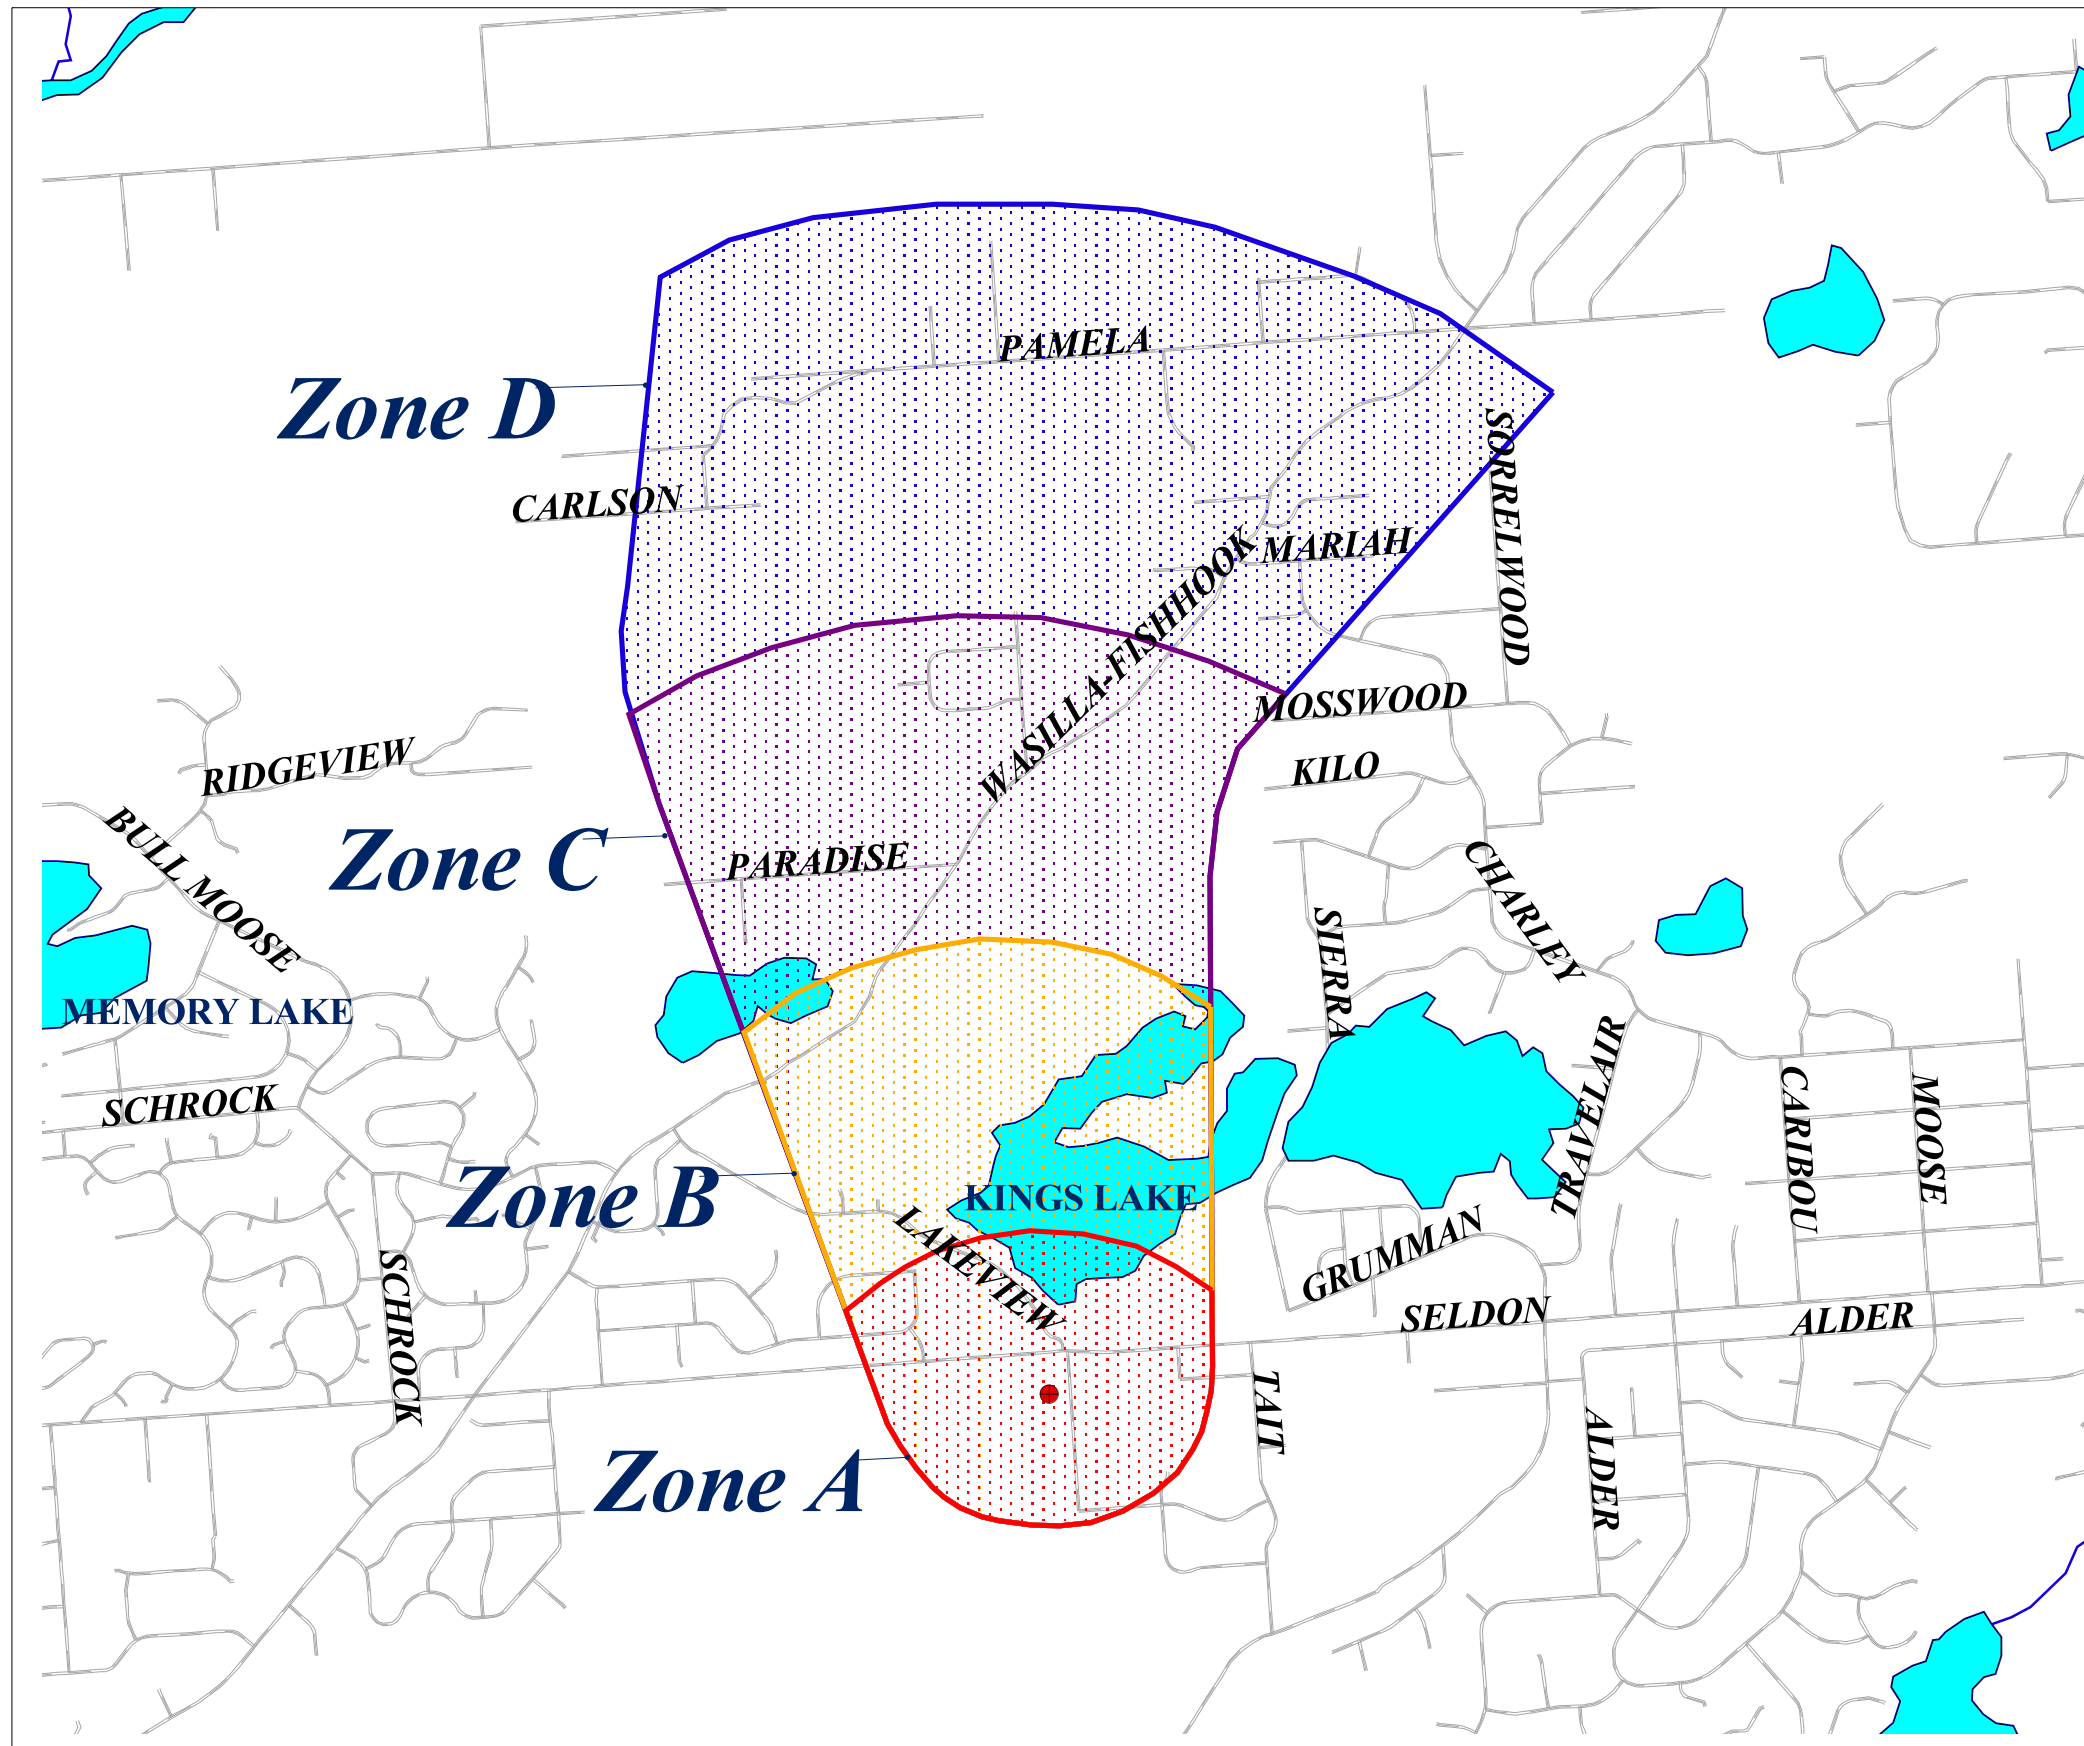 PAMELA
Zone D
SORRELWOOD
CARLSON
MARIAH
WASILLA-FISHHOOK
MOSSWOOD
RIDGEVIEW
KILO
BULL MOOSE
Zone C
PARADISE
CHARLEY
SIERRA
MEMORY LAKE
TRAVELAIR
SCHROCK
CARIBOU
MOOSE
Zone B
KINGS LAKE
LAKEVIEW
GRUMMAN
SCHROCK
SELDON
ALDER
TAIT
ALDER
Zone A